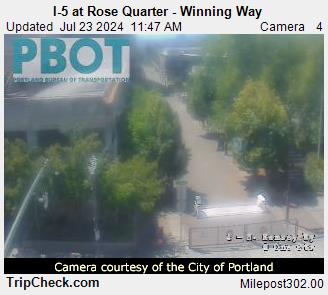 I-5 at Rose Quarter - Winning Way
Updated Jul 23 2024 11:47 AM Camera 4
PBOT
PORTLAND BUREAU OF TRANSPORTATION
Camera courtesy of the City of Portland
TripCheck.com Milepost302.00